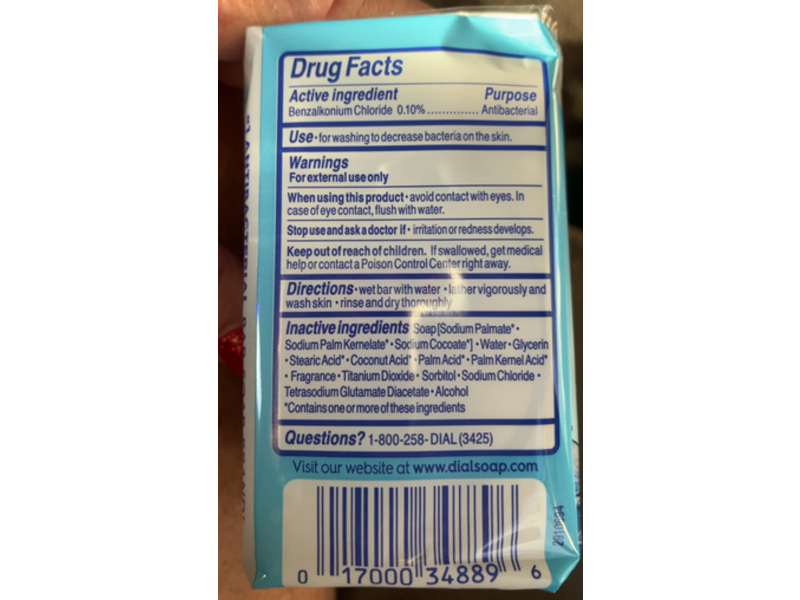 Drug Facts
Active ingredient Purpose
Benzalkonium Chloride 0.10% .............. Antibacterial
Use • for washing to decrease bacteria on the skin.
Warnings
For external use only
When using this product • avoid contact with eyes. In
case of eye contact, flush with water.
Stop use and ask a doctor if • irritation or redness develops.
Keep out of reach of children. If swallowed, get medical
help or contact a Poison Control Center right away.
Directions • wet bar with water • lather vigorously and
wash skin • rinse and dry thoroughly
Inactive ingredients Soap [Sodium Palmate* •
Sodium Palm Kernelate* • Sodium Cocoate*] • Water • Glycerin
• Stearic Acid* • Coconut Acid* • Palm Acid* • Palm Kernel Acid*
• Fragrance • Titanium Dioxide • Sorbitol • Sodium Chloride •
Tetrasodium Glutamate Diacetate • Alcohol
*Contains one or more of these ingredients
Questions? 1-800-258-DIAL (3425)
Visit our website at www.dialsoap.com
0 17000 34889 6